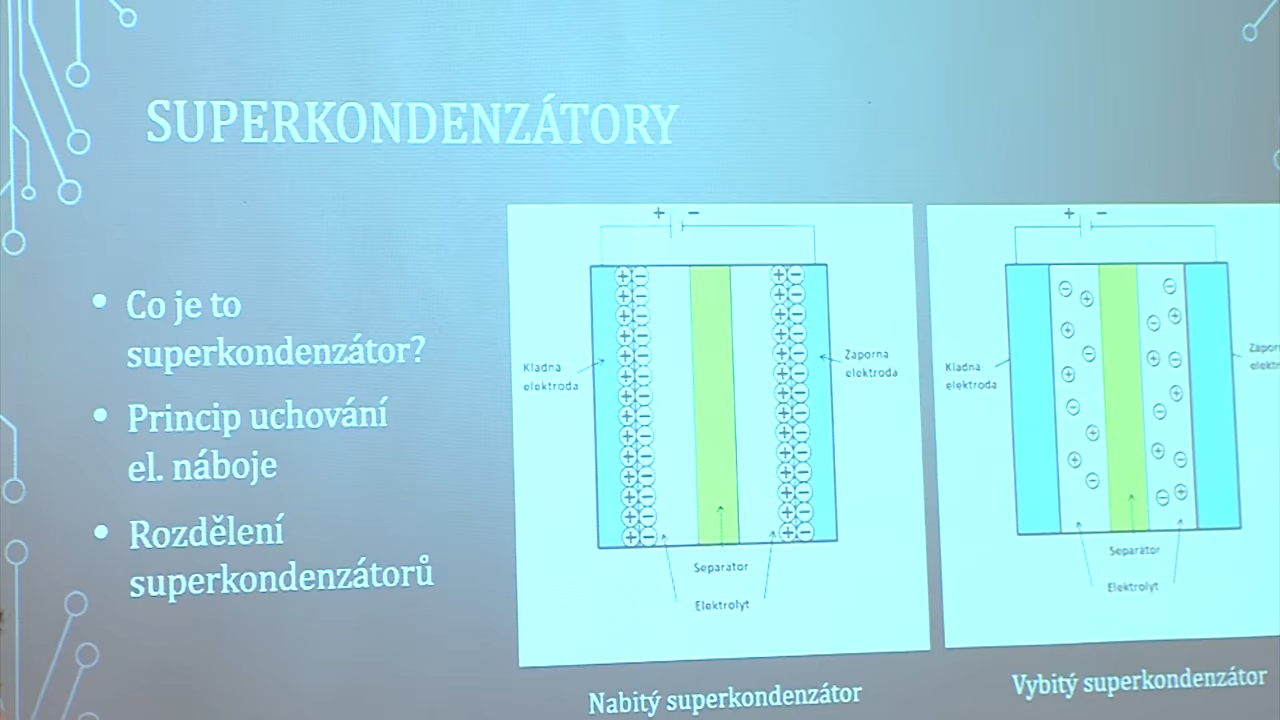 SUPERKONDENZÁTORY
• Co je to
superkondenzátor?
• Princip uchování
el. náboje
• Rozdělení
superkondenzátorů
+ −
Kladna
elektroda
Zaporna
elektroda
Separator
Elektrolyt
Nabitý superkondenzátor
+ −
Kladna
elektroda
Separator
Elektrolyt
Vybitý superkondenzátor